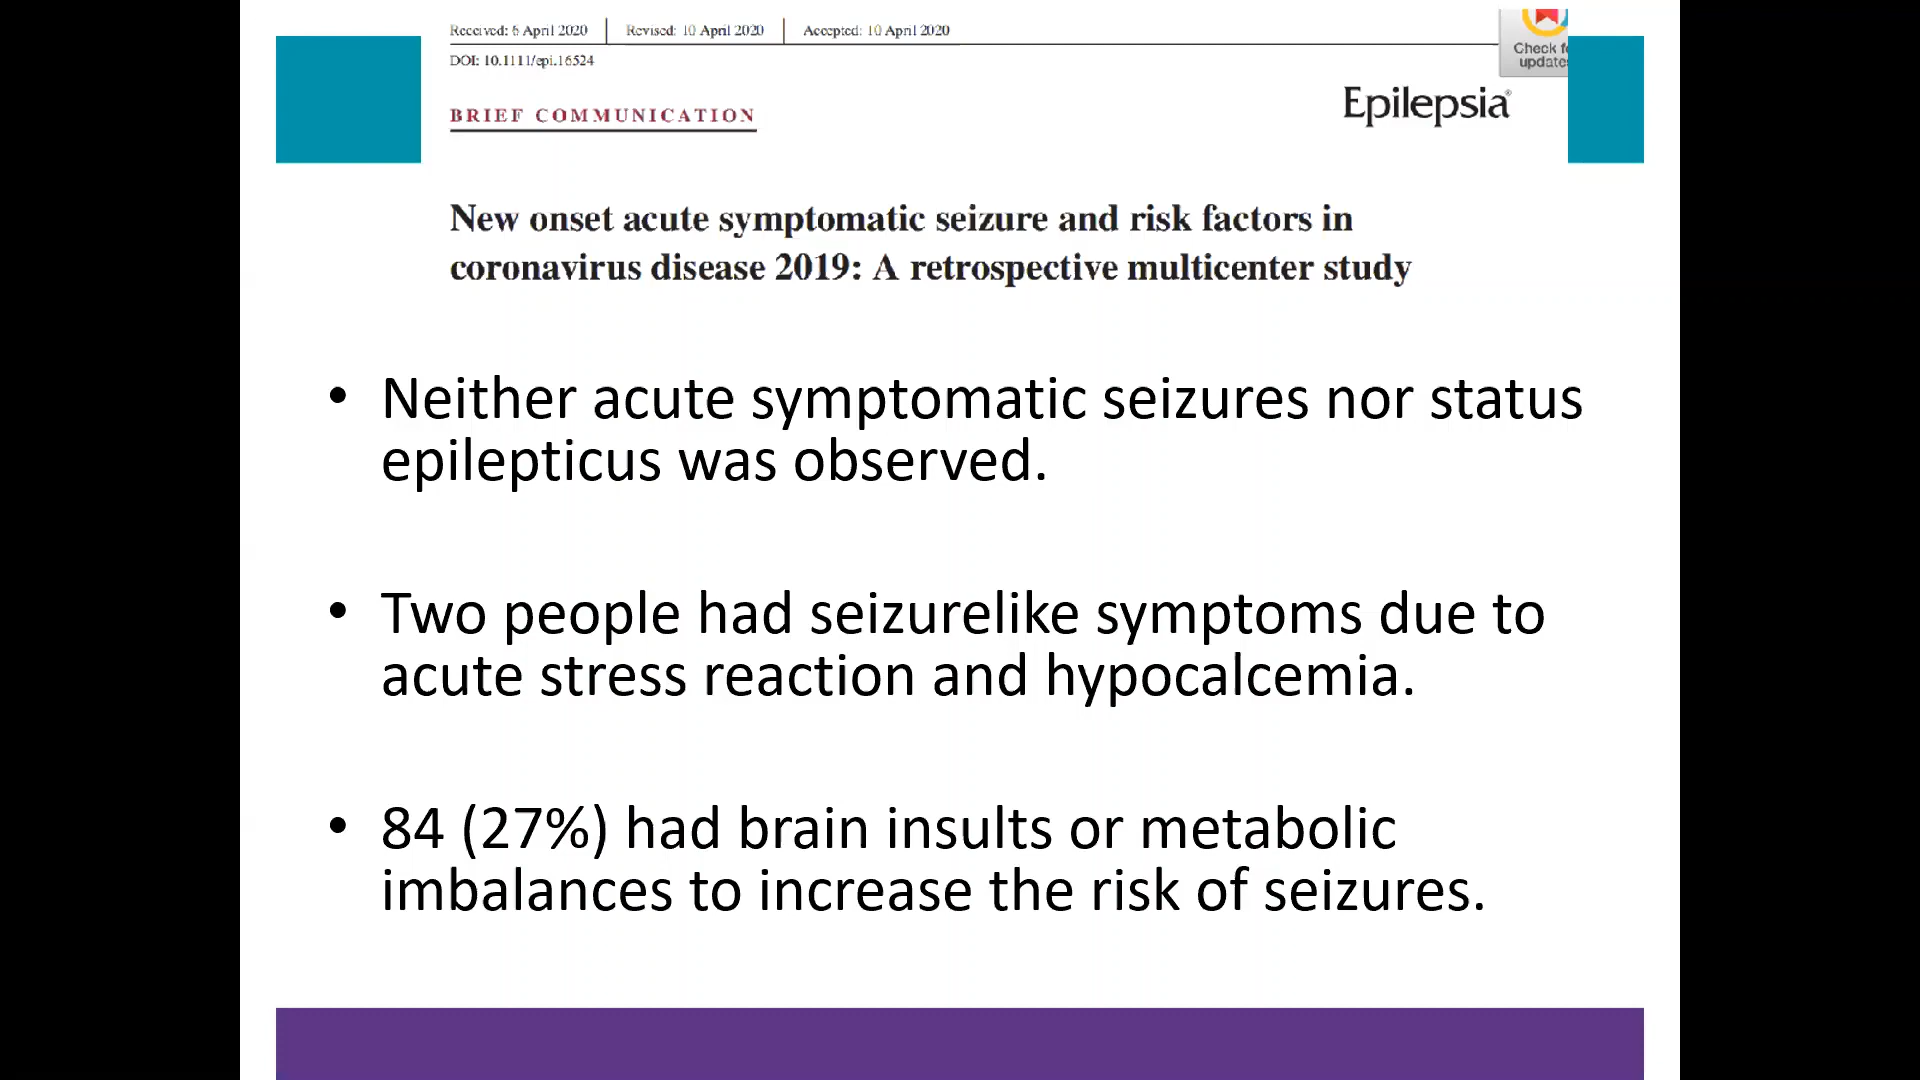 Received: 6 April 2020 | Revised: 10 April 2020 | Accepted: 10 April 2020
DOI: 10.1111/epi.16524
Check f
update
BRIEF COMMUNICATION
Epilepsia®
New onset acute symptomatic seizure and risk factors in
coronavirus disease 2019: A retrospective multicenter study
• Neither acute symptomatic seizures nor status
epilepticus was observed.
• Two people had seizurelike symptoms due to
acute stress reaction and hypocalcemia.
• 84 (27%) had brain insults or metabolic
imbalances to increase the risk of seizures.